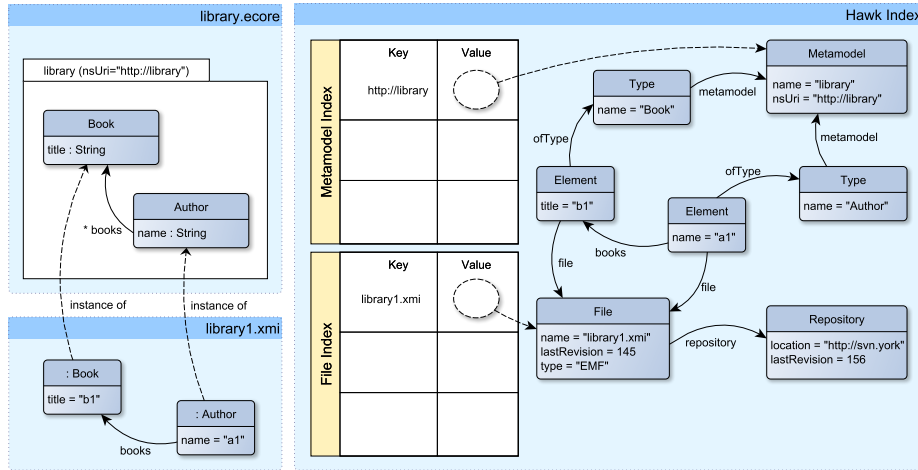 library.ecore
library (nsUri="http://library")
Book
title : String
* books
Author
name : String
instance of
instance of
library1.xmi
: Book
title = "b1"
books
: Author
name = "a1"
Hawk Index
Metamodel Index
Key
Value
http://library
File Index
Key
Value
library1.xmi
Metamodel
name = "library"
nsUri = "http://library"
Type
name = "Book"
metamodel
metamodel
ofType
ofType
Type
name = "Author"
Element
title = "b1"
Element
name = "a1"
books
file
file
File
name = "library1.xmi"
lastRevision = 145
type = "EMF"
repository
Repository
location = "http://svn.york"
lastRevision = 156